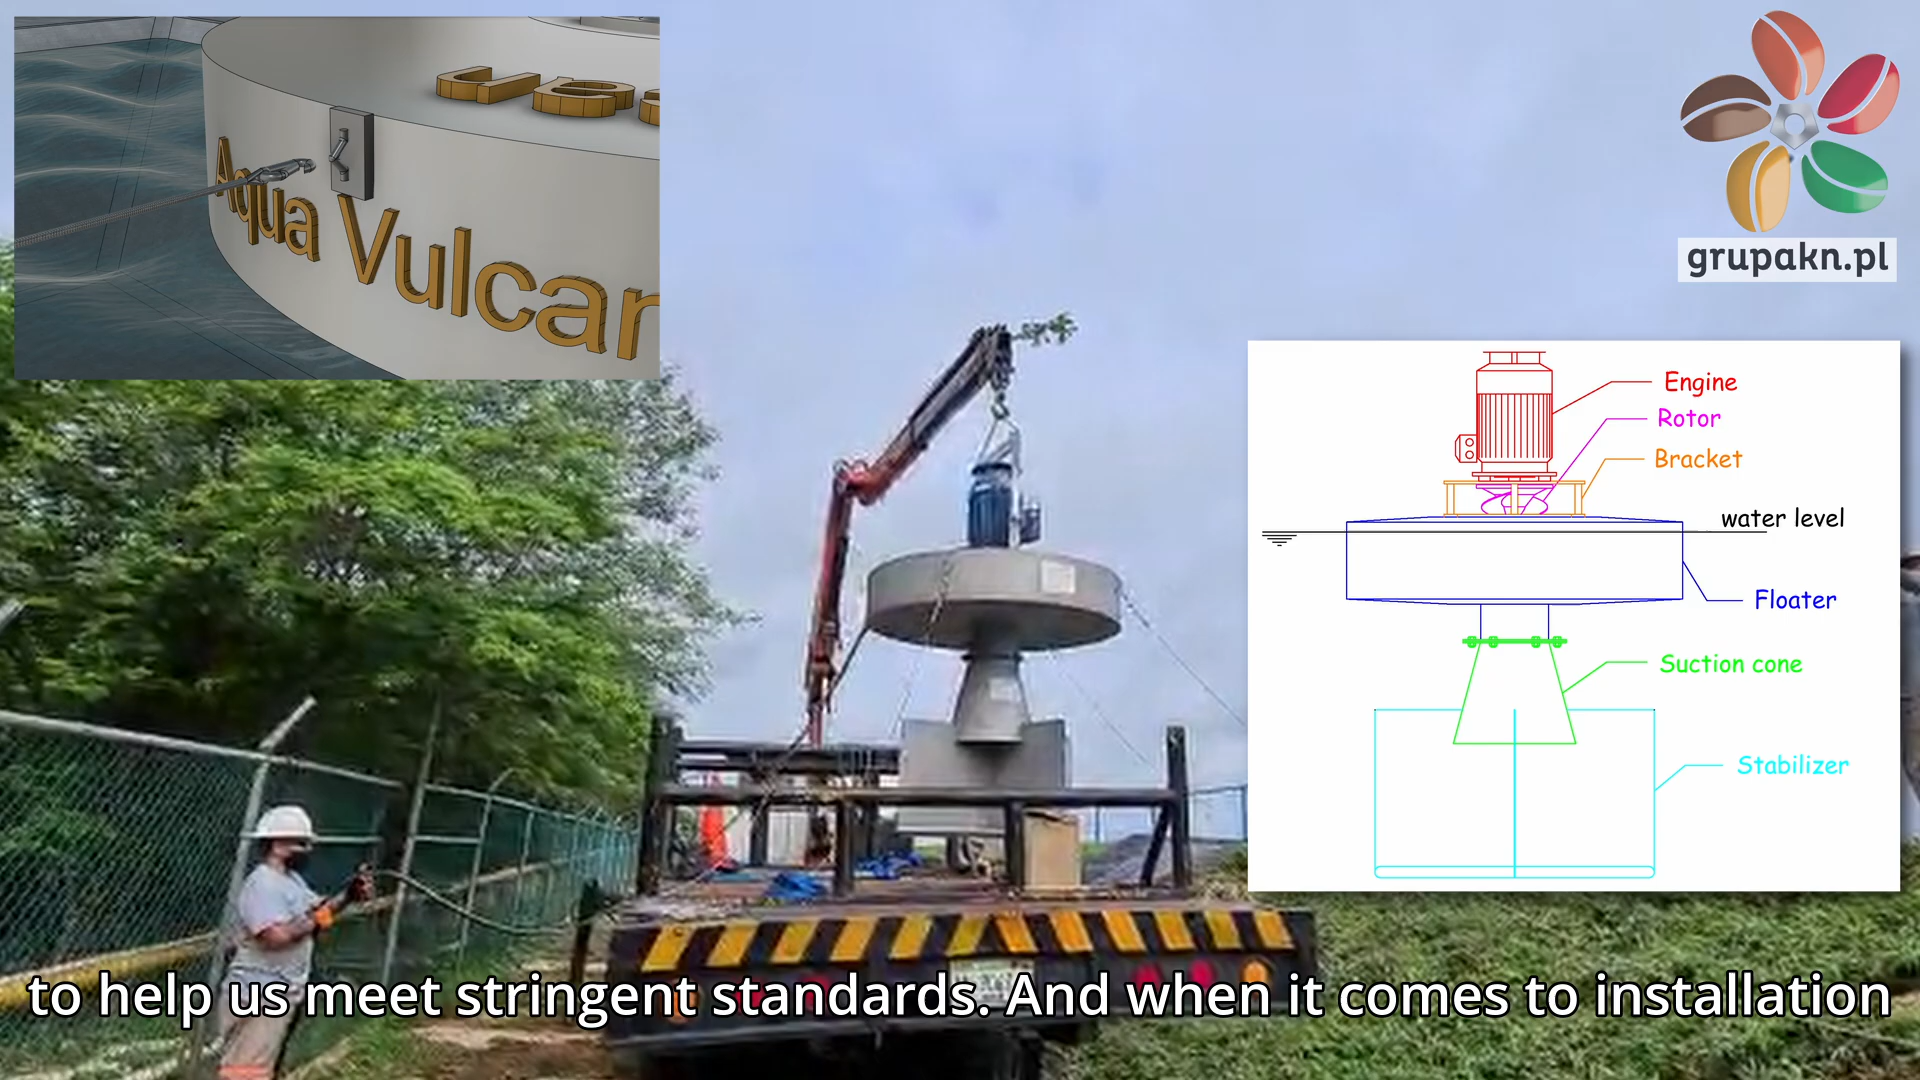 Aqua Vulcan
grupakn.pl
Engine
Rotor
Bracket
water level
Floater
Suction cone
Stabilizer
to help us meet stringent standards. And when it comes to installation